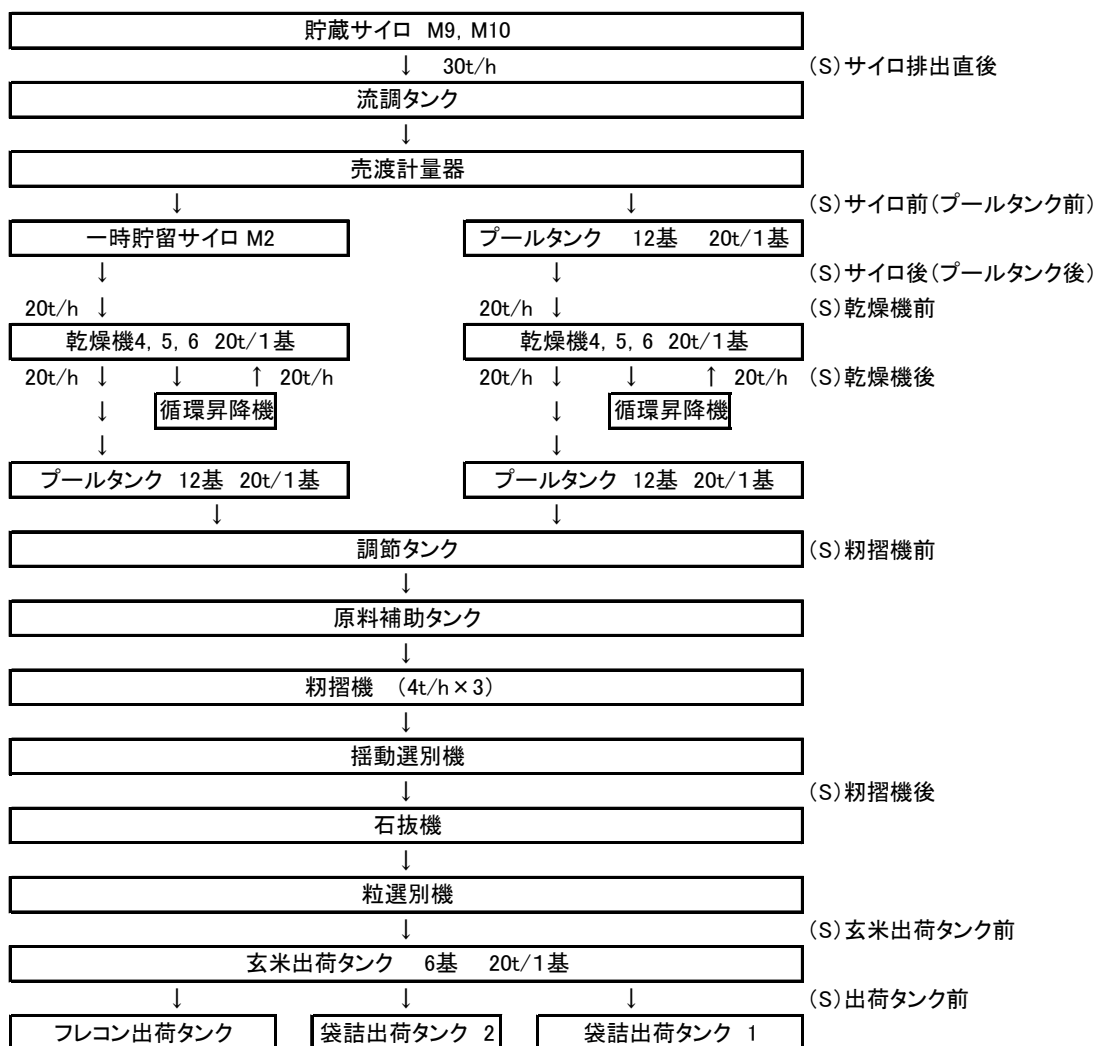 貯蔵サイロ M9, M10
↓ 30t/h (S)サイロ排出直後
流調タンク
↓
売渡計量器
↓ ↓ (S)サイロ前(プールタンク前)
一時貯留サイロ M2 プールタンク 12基 20t/1基
↓ ↓ (S)サイロ後(プールタンク後)
20t/h ↓ 20t/h ↓ (S)乾燥機前
乾燥機4, 5, 6 20t/1基 乾燥機4, 5, 6 20t/1基
20t/h ↓ ↓ ↑ 20t/h 20t/h ↓ ↓ ↑ 20t/h (S)乾燥機後
↓ 循環昇降機 ↓ 循環昇降機
↓ ↓
プールタンク 12基 20t/1基 プールタンク 12基 20t/1基
↓ ↓
調節タンク (S)籾摺機前
↓
原料補助タンク
↓
籾摺機 (4t/h×3)
↓
揺動選別機
↓ (S)籾摺機後
石抜機
↓
粒選別機
↓ (S)玄米出荷タンク前
玄米出荷タンク 6基 20t/1基
↓ ↓ ↓ (S)出荷タンク前
フレコン出荷タンク 袋詰出荷タンク 2 袋詰出荷タンク 1